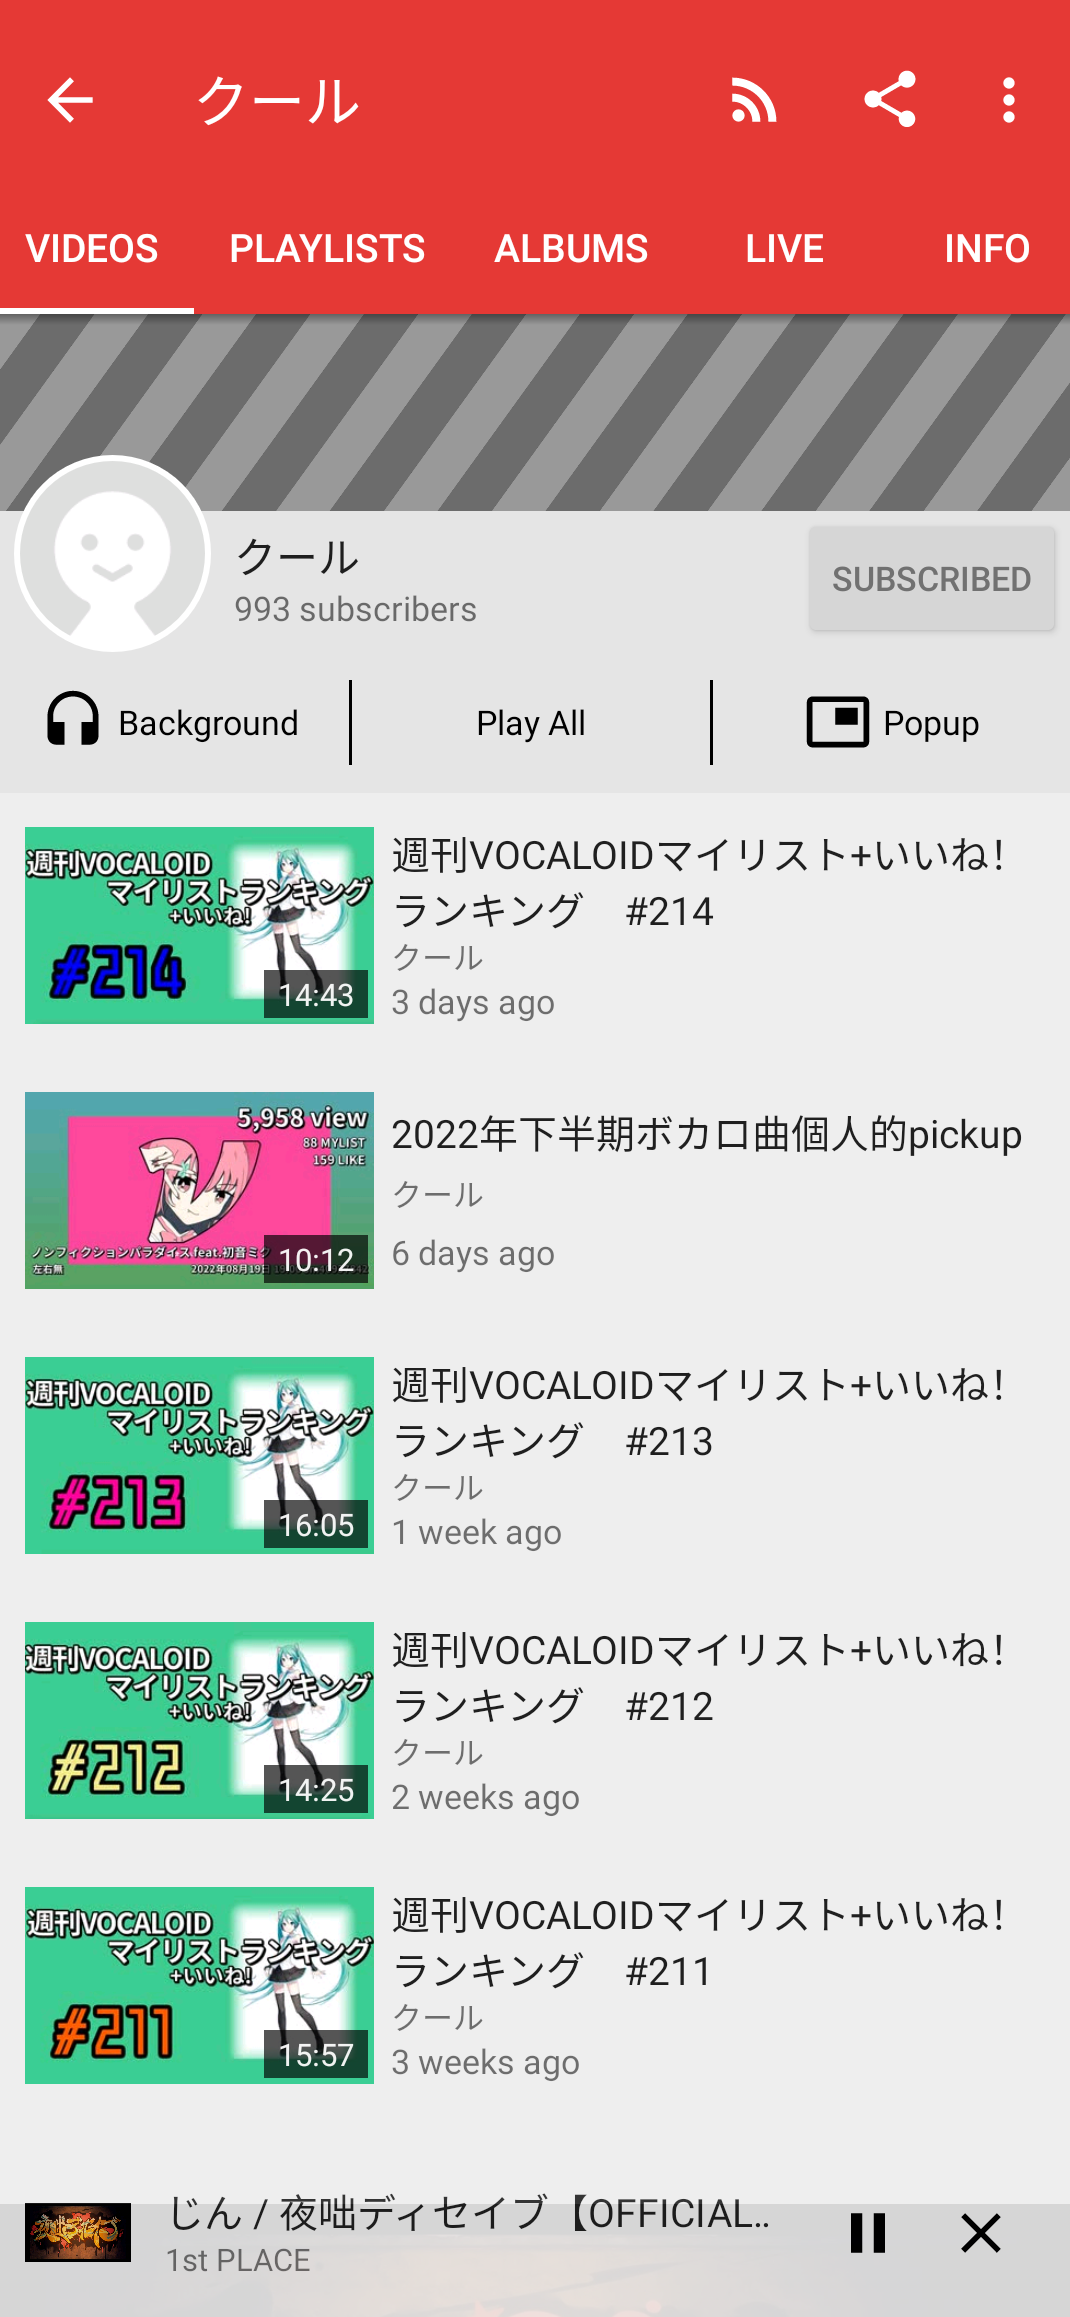 クール
VIDEOS PLAYLISTS ALBUMS LIVE INFO
クール
993 subscribers
SUBSCRIBED
Background Play All Popup
週刊VOCALOID
マイリストランキング
+いいね!
#214
14:43
週刊VOCALOIDマイリスト+いいね！
ランキング　#214
クール
3 days ago
5,958 view
88 MYLIST
159 LIKE
ノンフィクションパラダイス feat.初音ミク
左右無
2022年08月19日
10:12
2022年下半期ボカロ曲個人的pickup
クール
6 days ago
週刊VOCALOID
マイリストランキング
+いいね!
#213
16:05
週刊VOCALOIDマイリスト+いいね！
ランキング　#213
クール
1 week ago
週刊VOCALOID
マイリストランキング
+いいね!
#212
14:25
週刊VOCALOIDマイリスト+いいね！
ランキング　#212
クール
2 weeks ago
週刊VOCALOID
マイリストランキング
+いいね!
#211
15:57
週刊VOCALOIDマイリスト+いいね！
ランキング　#211
クール
3 weeks ago
夜咄ディセイブ
じん / 夜咄ディセイブ【OFFICIAL...
1st PLACE